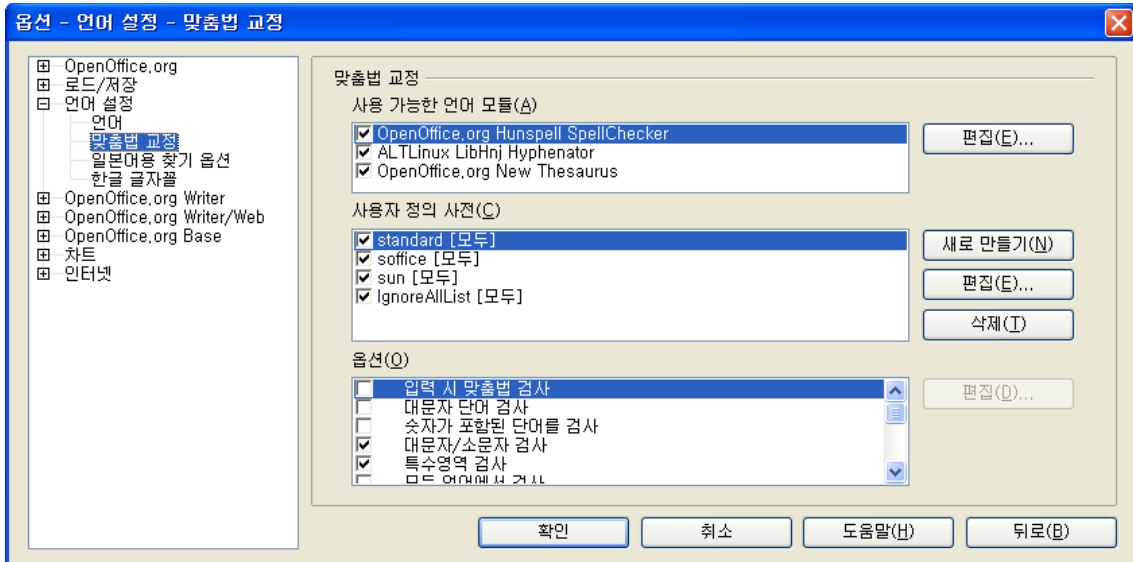 옵션 - 언어 설정 - 맞춤법 교정
OpenOffice.org
로드/저장
언어 설정
언어
맞춤법 교정
일본어용 찾기 옵션
한글 글자꼴
OpenOffice.org Writer
OpenOffice.org Writer/Web
OpenOffice.org Base
차트
인터넷
맞춤법 교정
사용 가능한 언어 모듈(A)
OpenOffice.org Hunspell SpellChecker
ALTLinux LibHnj Hyphenator
OpenOffice.org New Thesaurus
편집(E)...
사용자 정의 사전(C)
standard [모두]
soffice [모두]
sun [모두]
IgnoreAllList [모두]
새로 만들기(N)
편집(E)...
삭제(T)
옵션(O)
입력 시 맞춤법 검사
대문자 단어 검사
숫자가 포함된 단어를 검사
대문자/소문자 검사
특수영역 검사
모든 언어에서 검사
편집(D)...
확인
취소
도움말(H)
뒤로(B)